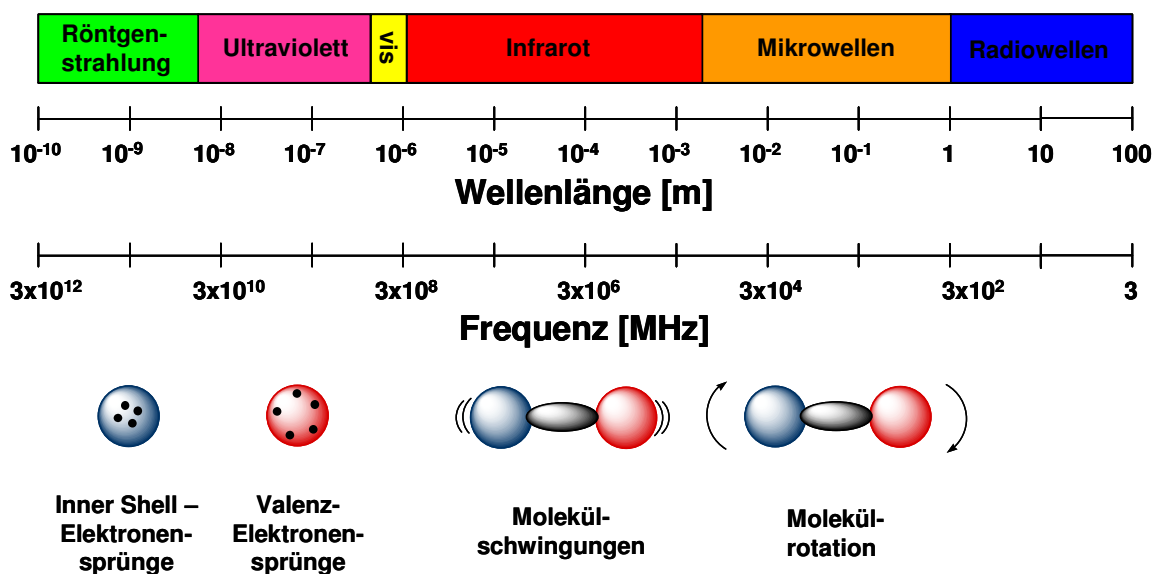 Röntgen-
strahlung
Ultraviolett
vis
Infrarot
Mikrowellen
Radiowellen
10⁻¹⁰ 10⁻⁹ 10⁻⁸ 10⁻⁷ 10⁻⁶ 10⁻⁵ 10⁻⁴ 10⁻³ 10⁻² 10⁻¹ 1 10 100
Wellenlänge [m]
3x10¹² 3x10¹⁰ 3x10⁸ 3x10⁶ 3x10⁴ 3x10² 3
Frequenz [MHz]
Inner Shell –
Elektronen-
sprünge
Valenz-
Elektronen-
sprünge
Molekül-
schwingungen
Molekül-
rotation